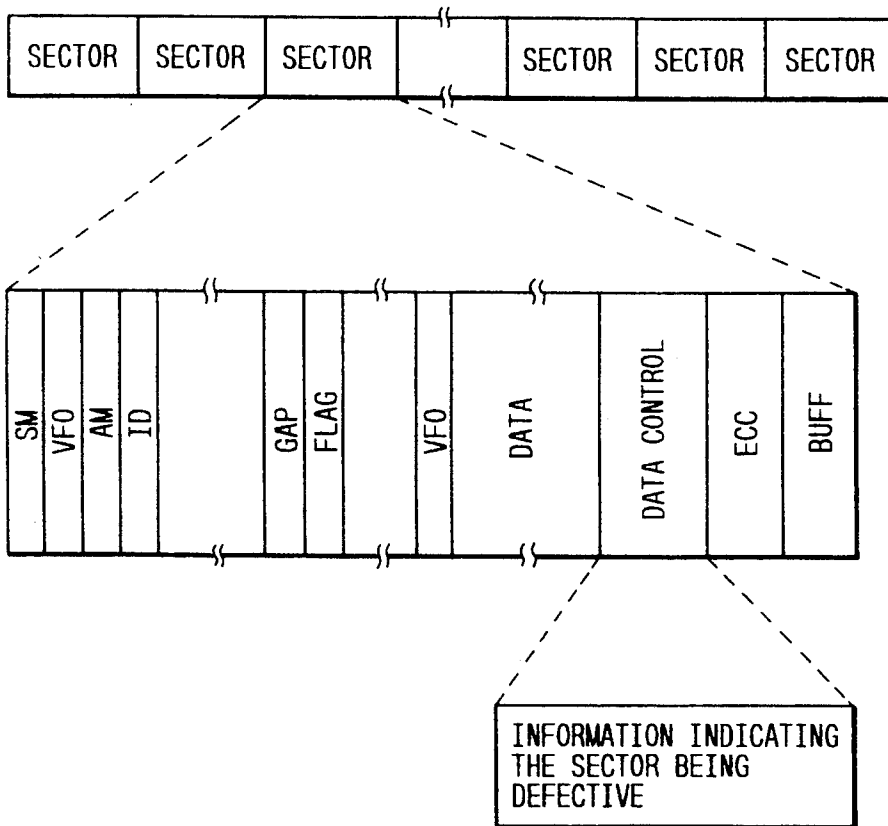 SECTOR SECTOR SECTOR SECTOR SECTOR SECTOR
SM VFO AM ID GAP FLAG VFO DATA DATA CONTROL ECC BUFF
INFORMATION INDICATING
THE SECTOR BEING
DEFECTIVE